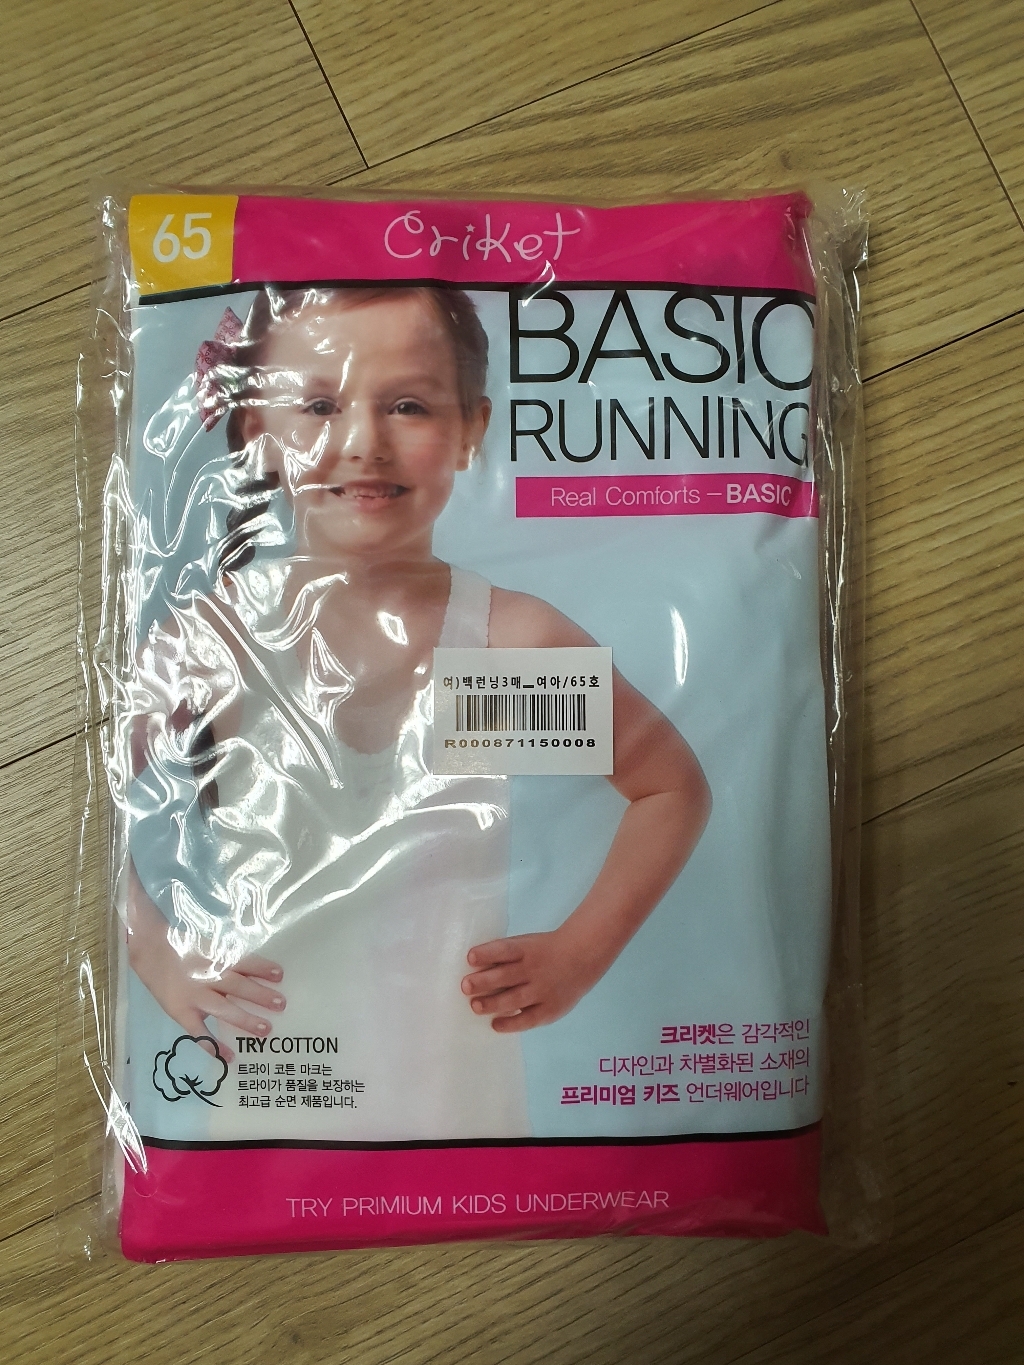 65
Criket
BASIC
RUNNING
Real Comforts – BASIC
여)백런닝3매_여아/65호
R000871150008
TRY COTTON
트라이 코튼 마크는
트라이가 품질을 보장하는
최고급 순면 제품입니다.
크리켓은 감각적인
디자인과 차별화된 소재의
프리미엄 키즈 언더웨어입니다
TRY PRIMIUM KIDS UNDERWEAR